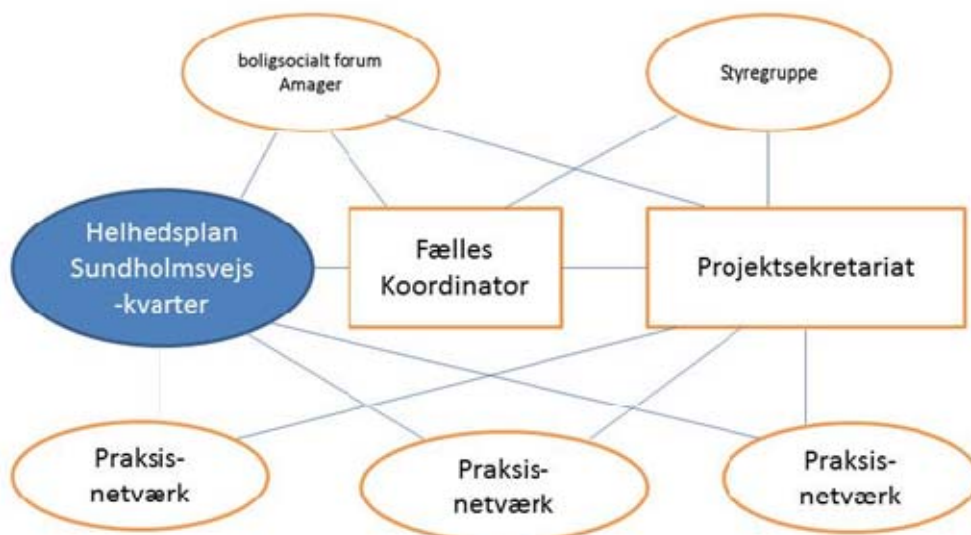 boligsocialt forum
Amager
Styregruppe
Helhedsplan
Sundholmsvejs
-kvarter
Fælles
Koordinator
Projektsekretariat
Praksis-
netværk
Praksis-
netværk
Praksis-
netværk